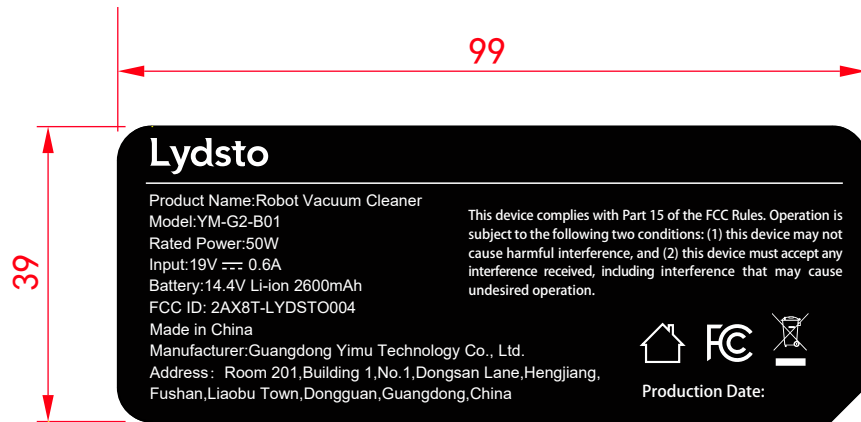 99
39
Lydsto
Product Name:Robot Vacuum Cleaner
Model:YM-G2-B01
Rated Power:50W
Input:19V ⎓ 0.6A
Battery:14.4V Li-ion 2600mAh
FCC ID: 2AX8T-LYDSTO004
Made in China
Manufacturer:Guangdong Yimu Technology Co., Ltd.
Address：Room 201,Building 1,No.1,Dongsan Lane,Hengjiang,
Fushan,Liaobu Town,Dongguan,Guangdong,China
This device complies with Part 15 of the FCC Rules. Operation is
subject to the following two conditions: (1) this device may not
cause harmful interference, and (2) this device must accept any
interference received, including interference that may cause
undesired operation.
FC
Production Date: